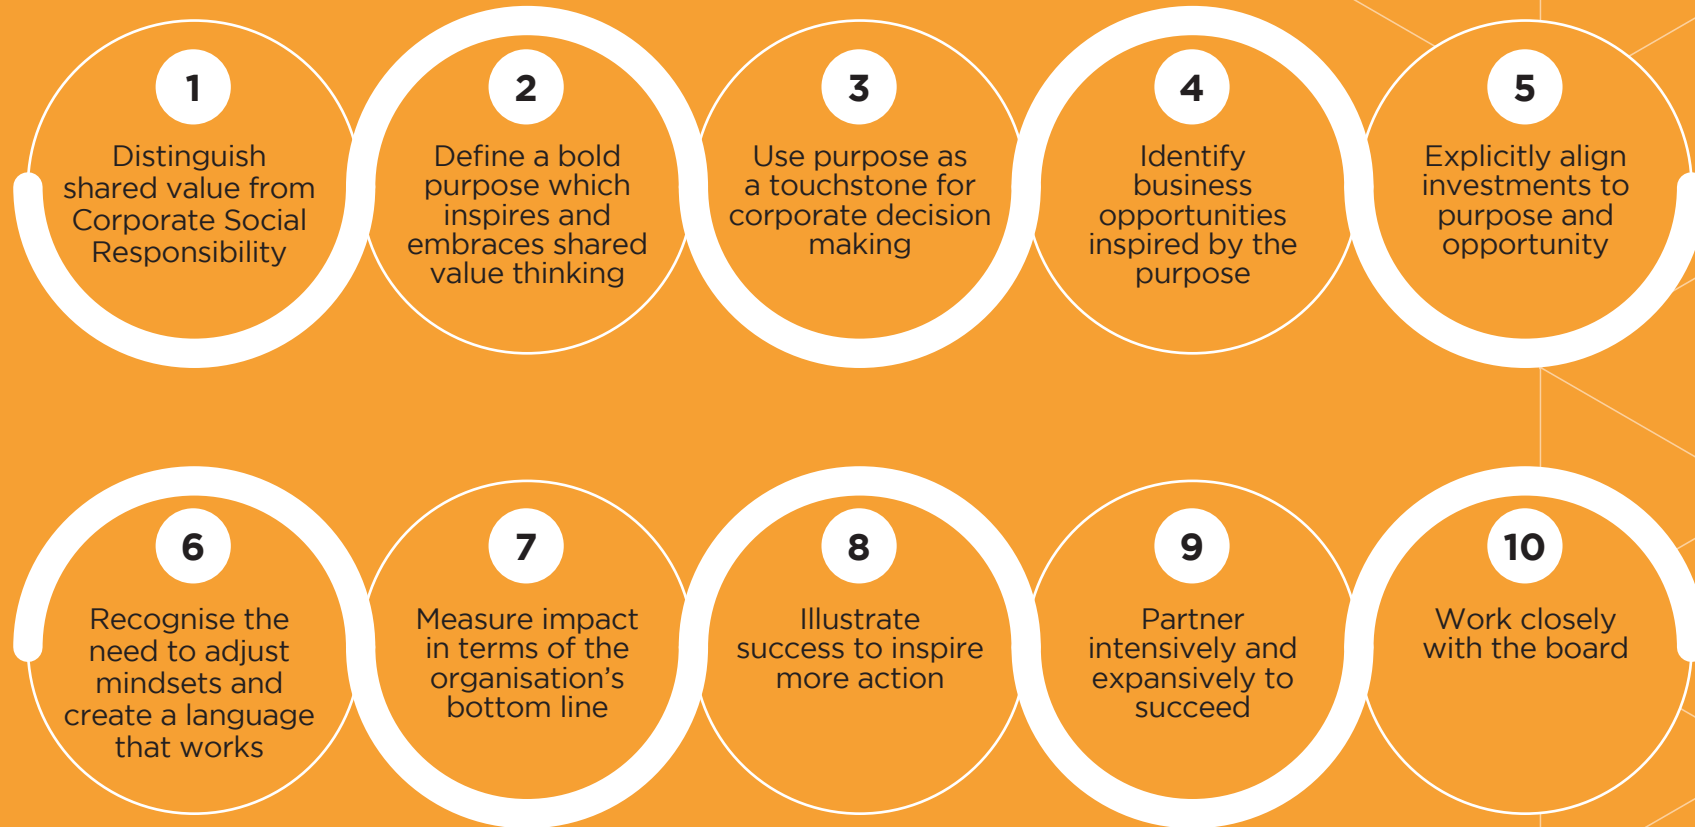 1
Distinguish
shared value from
Corporate Social
Responsibility
2
Define a bold
purpose which
inspires and
embraces shared
value thinking
3
Use purpose as
a touchstone for
corporate decision
making
4
Identify
business
opportunities
inspired by the
purpose
5
Explicitly align
investments to
purpose and
opportunity
6
Recognise the
need to adjust
mindsets and
create a language
that works
7
Measure impact
in terms of the
organisation’s
bottom line
8
Illustrate
success to inspire
more action
9
Partner
intensively and
expansively to
succeed
10
Work closely
with the board